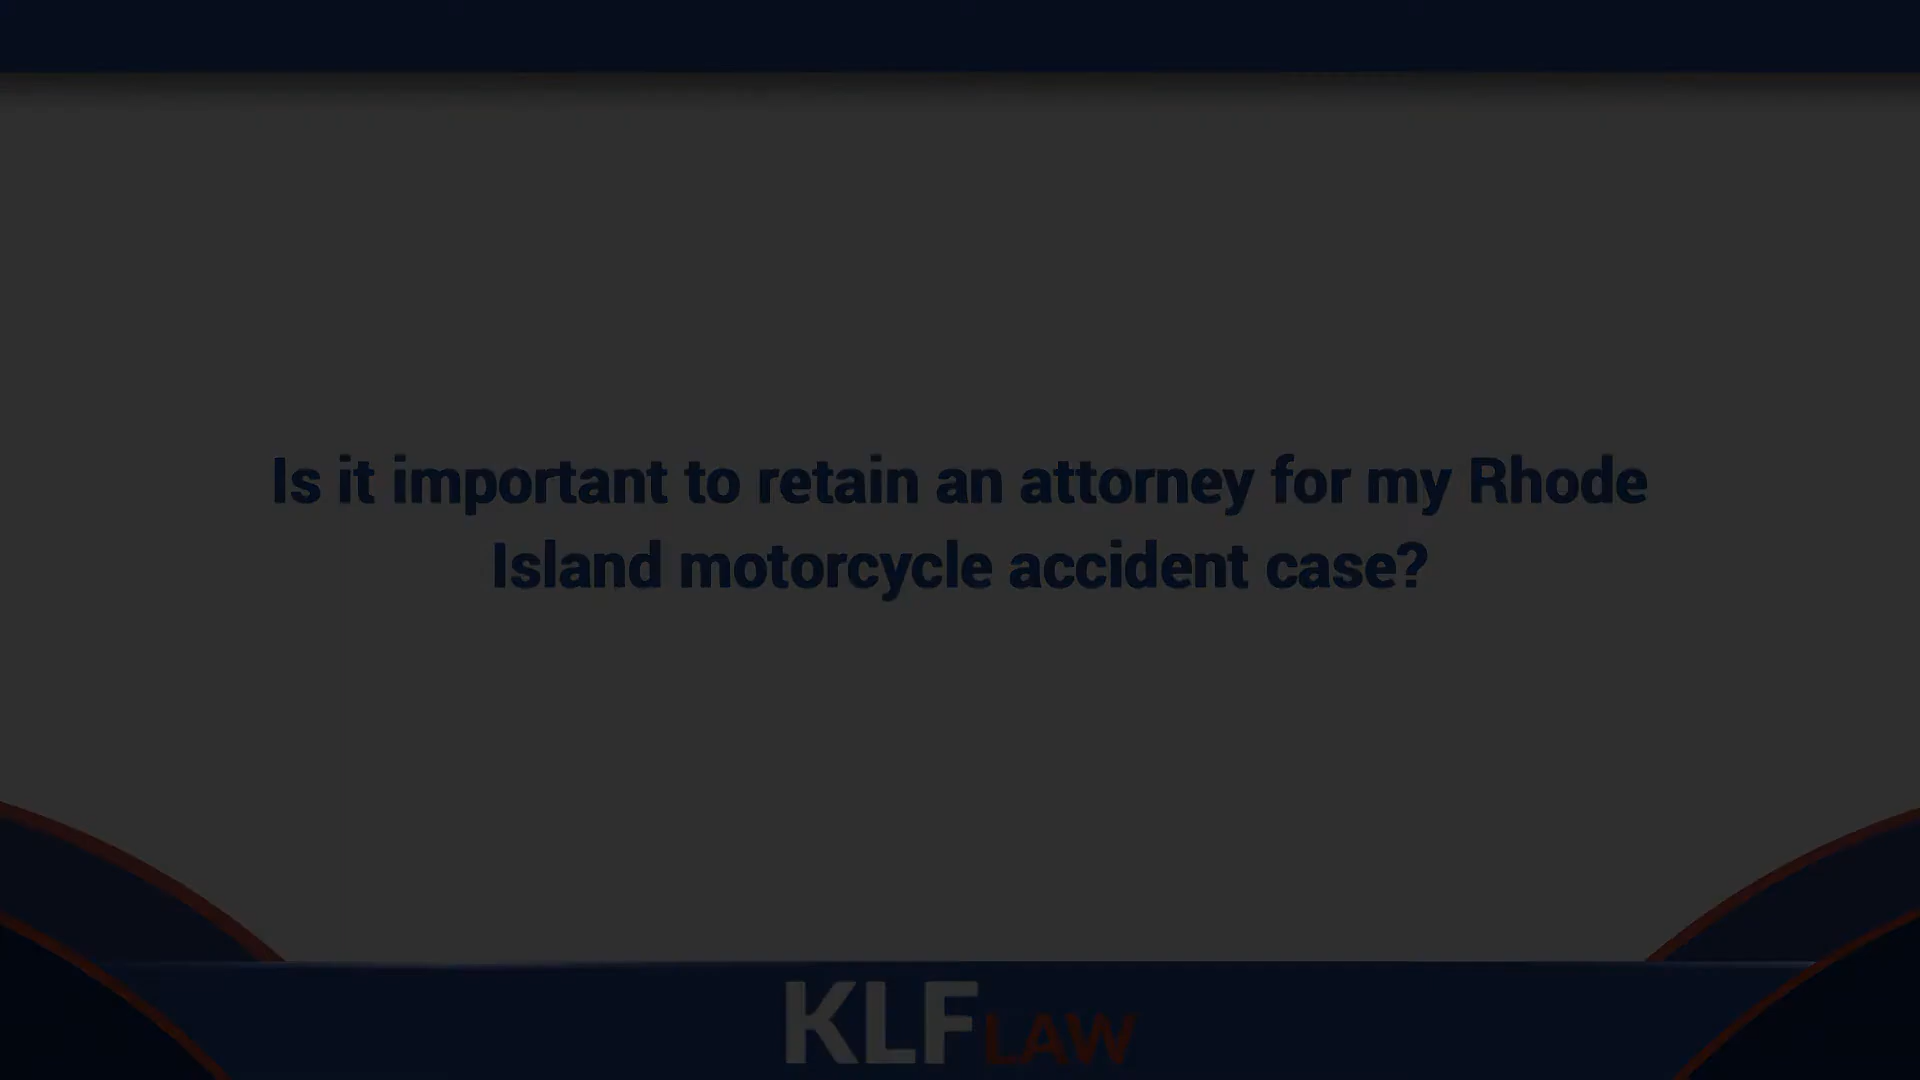 Is it important to retain an attorney for my Rhode
Island motorcycle accident case?
KLF LAW